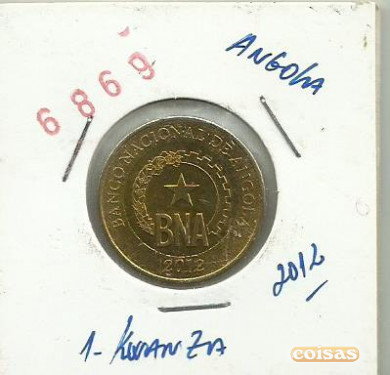 6869
ANGOLA
BANCO NACIONAL DE ANGOLA
BNA
2012
2012
1- KWANZA
coisas